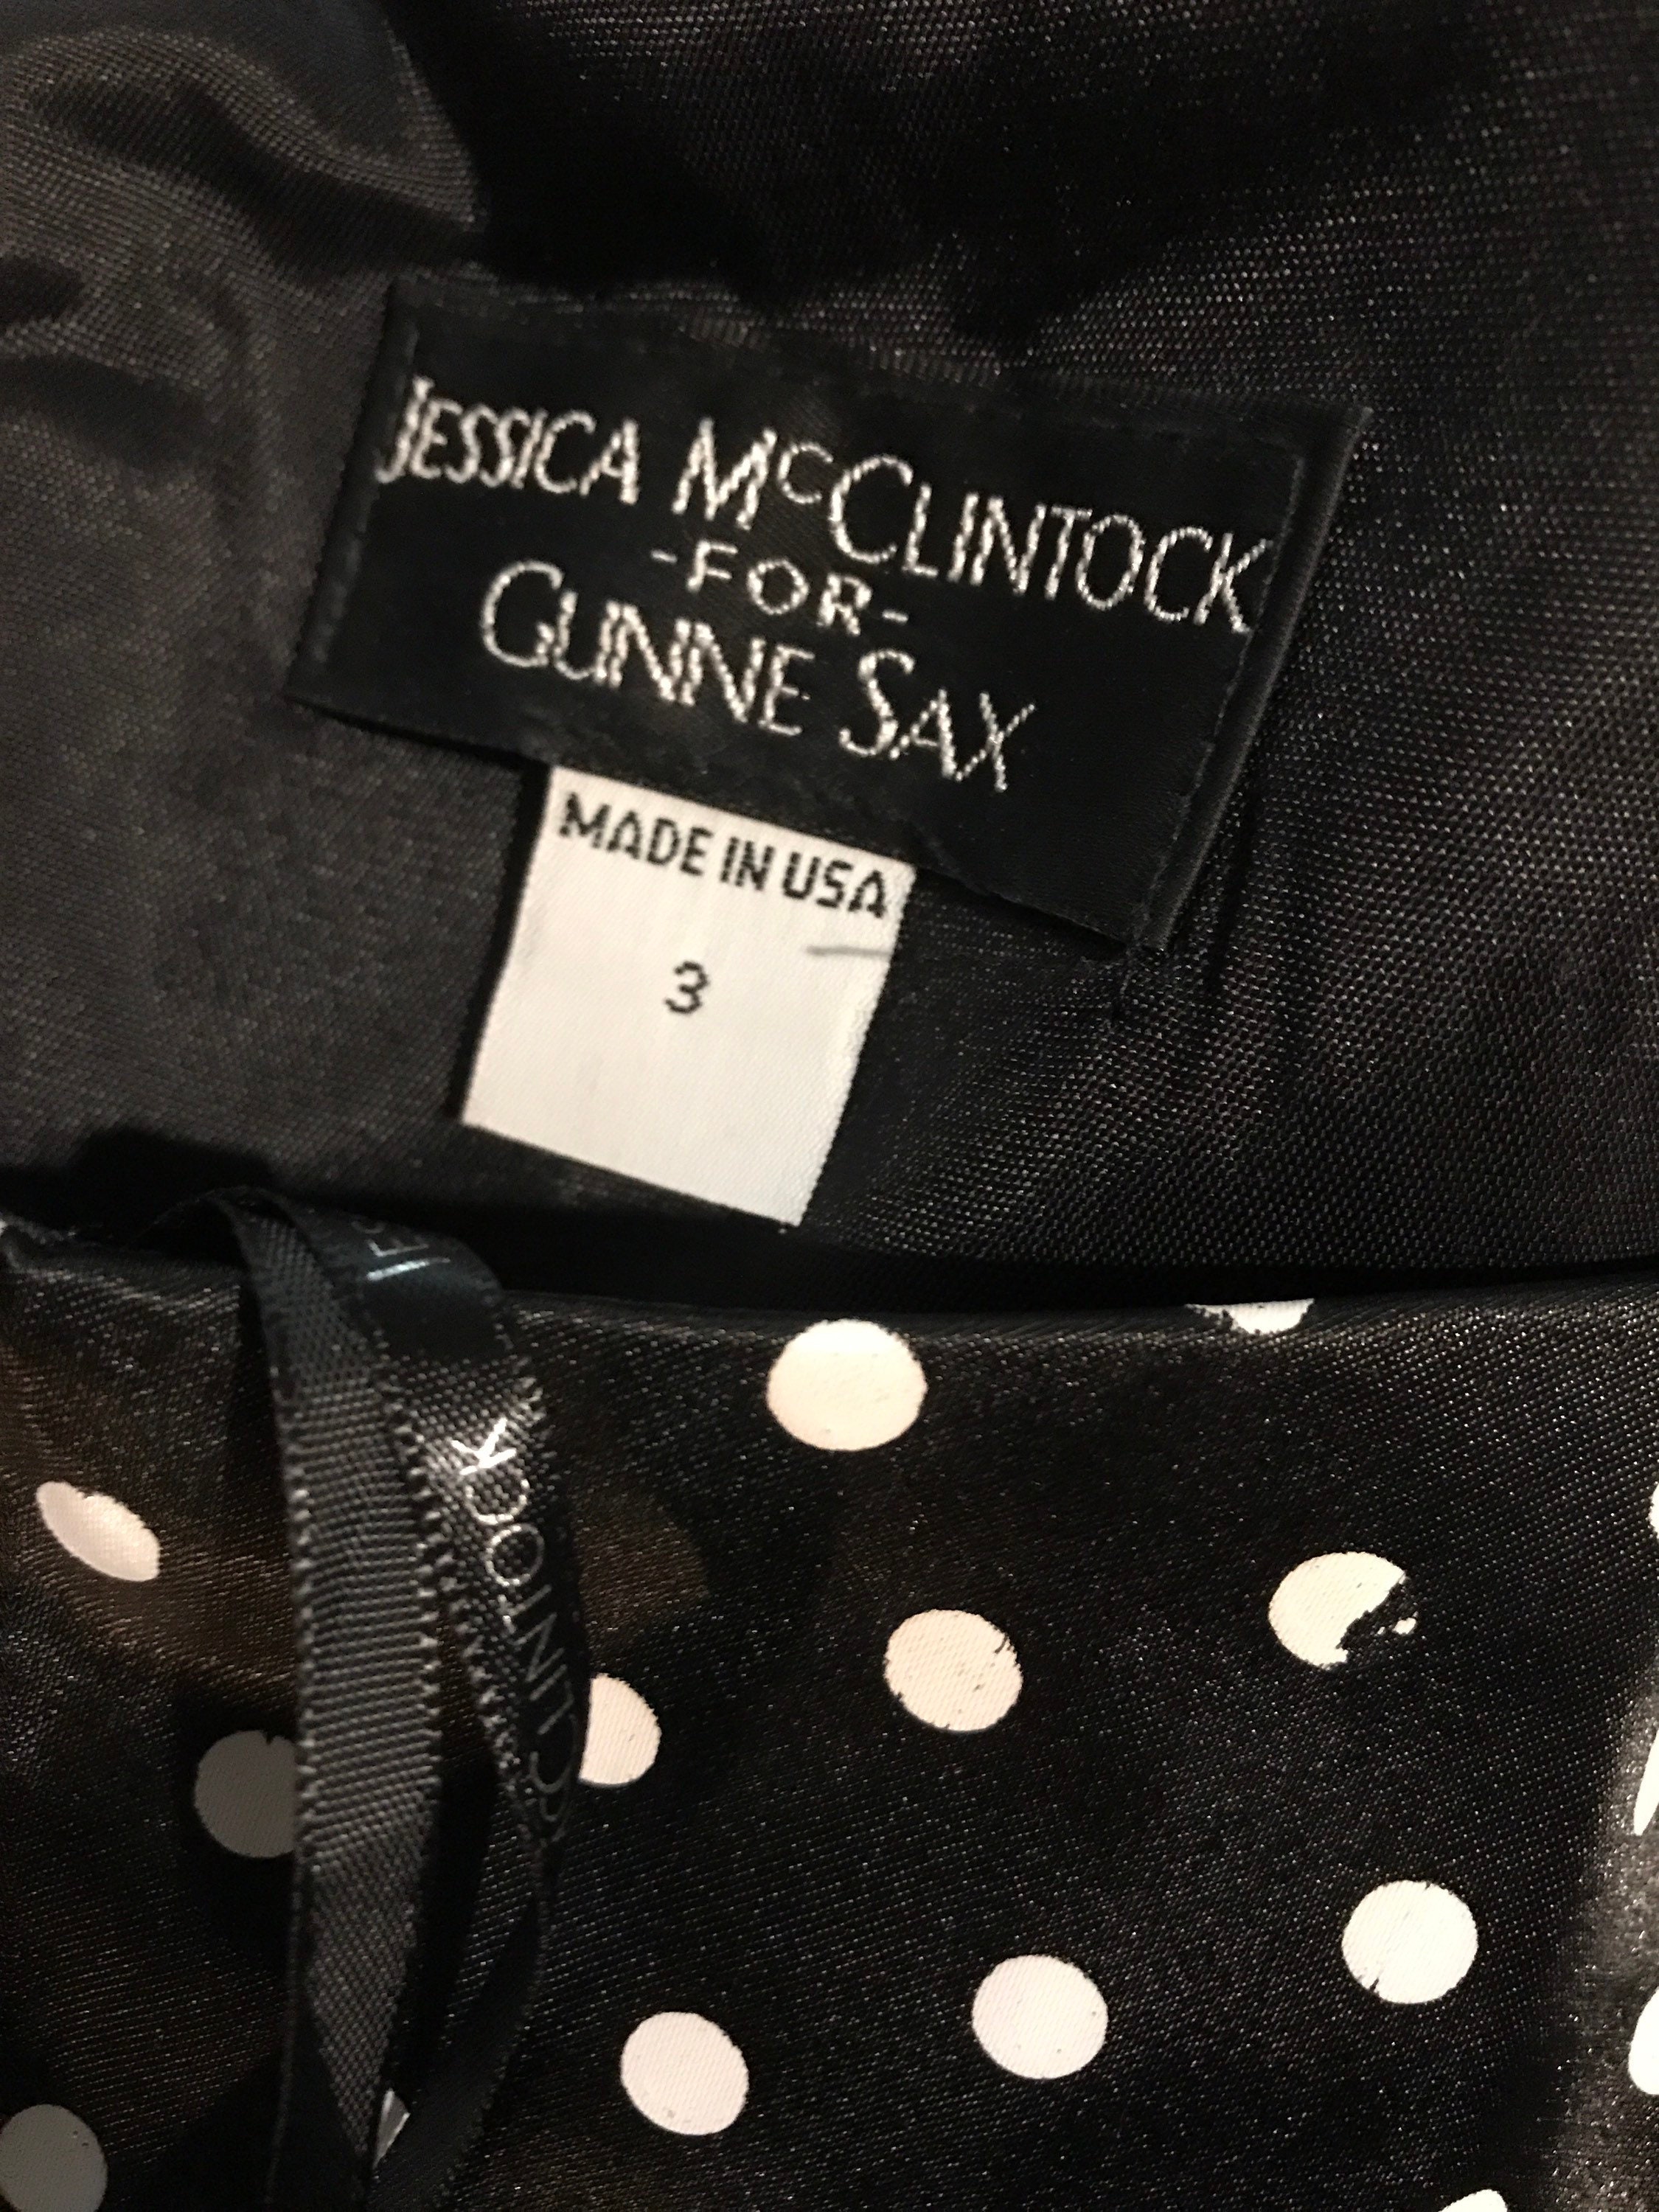 JESSICA McCLINTOCK
-FOR-
GUNNE SAX
MADE IN USA
3